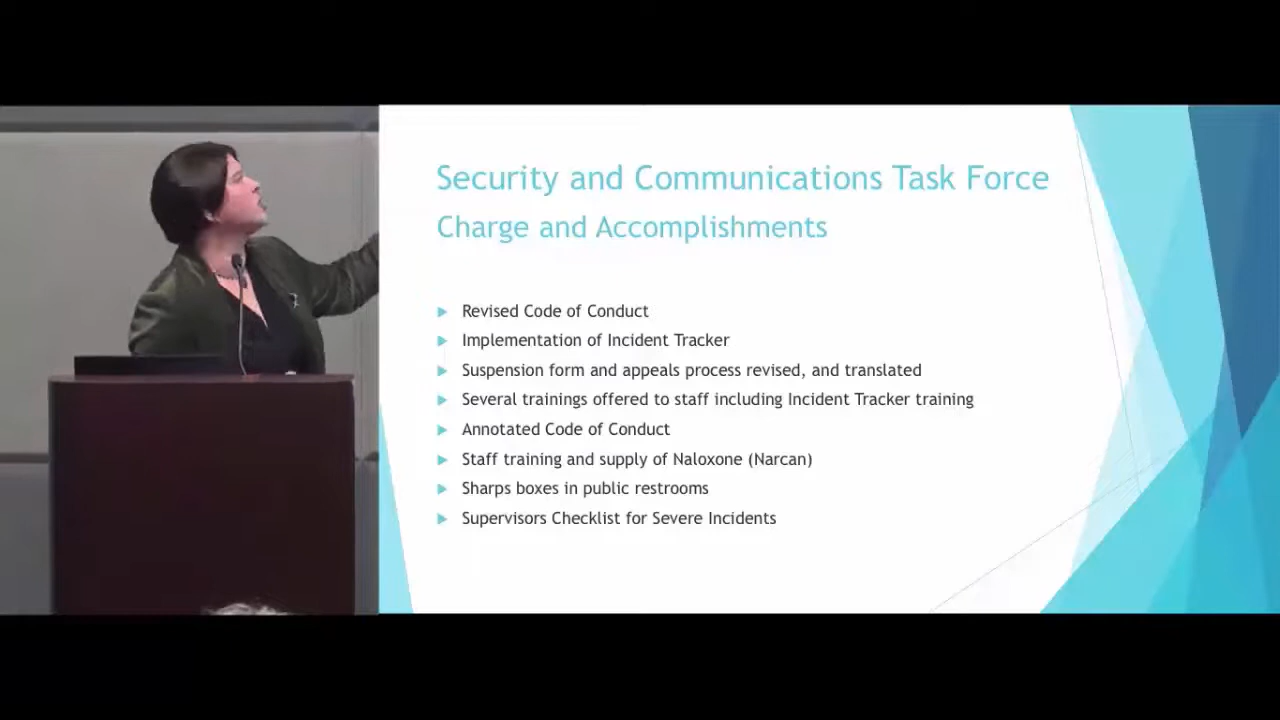 Security and Communications Task Force
Charge and Accomplishments
Revised Code of Conduct
Implementation of Incident Tracker
Suspension form and appeals process revised, and translated
Several trainings offered to staff including Incident Tracker training
Annotated Code of Conduct
Staff training and supply of Naloxone (Narcan)
Sharps boxes in public restrooms
Supervisors Checklist for Severe Incidents